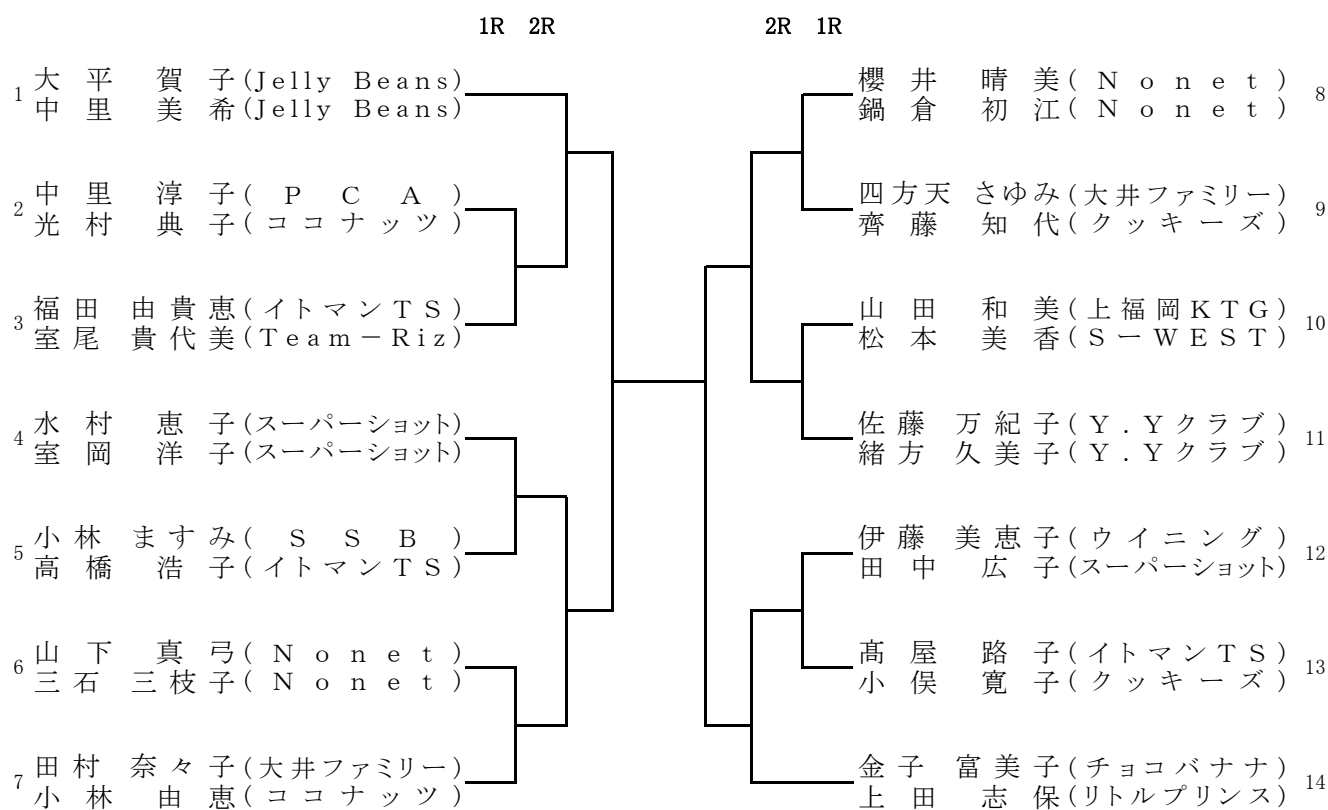 1R 2R
2R 1R
1 大平 賀子(Jelly Beans)
中里 美希(Jelly Beans)
2 中里 淳子(PCA)
光村 典子(ココナッツ)
3 福田 由貴恵(イトマンTS)
室尾 貴代美(Team－Riz)
4 水村 恵子(スーパーショット)
室岡 洋子(スーパーショット)
5 小林 ますみ(SSB)
高橋 浩子(イトマンTS)
6 山下 真弓(Nonet)
三石 三枝子(Nonet)
7 田村 奈々子(大井ファミリー)
小林 由恵(ココナッツ)
櫻井 晴美(Nonet) 8
鍋倉 初江(Nonet)
四方天 さゆみ(大井ファミリー) 9
齊藤 知代(クッキーズ)
山田 和美(上福岡KTG) 10
松本 美香(SーWEST)
佐藤 万紀子(Y.Yクラブ) 11
緒方 久美子(Y.Yクラブ)
伊藤 美恵子(ウイニング) 12
田中 広子(スーパーショット)
髙屋 路子(イトマンTS) 13
小俣 寛子(クッキーズ)
金子 富美子(チョコバナナ) 14
上田 志保(リトルプリンス)